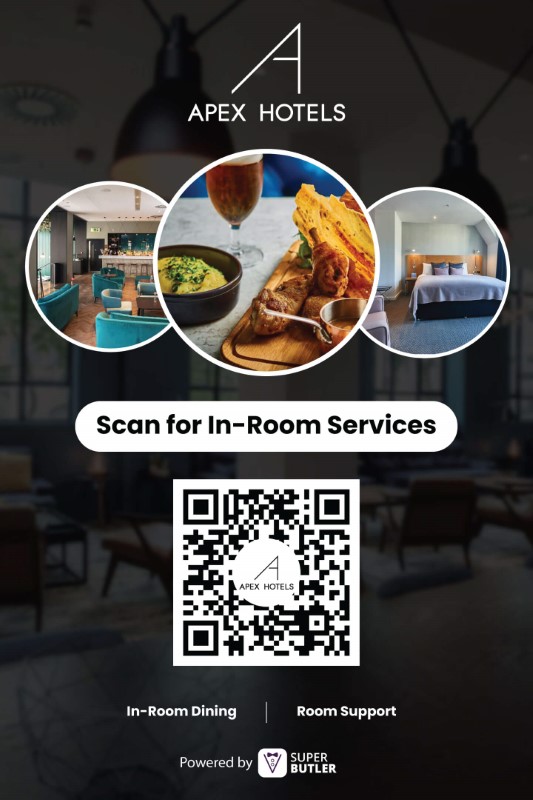 APEX HOTELS
Scan for In-Room Services
APEX HOTELS
In-Room Dining | Room Support
Powered by SUPER
BUTLER